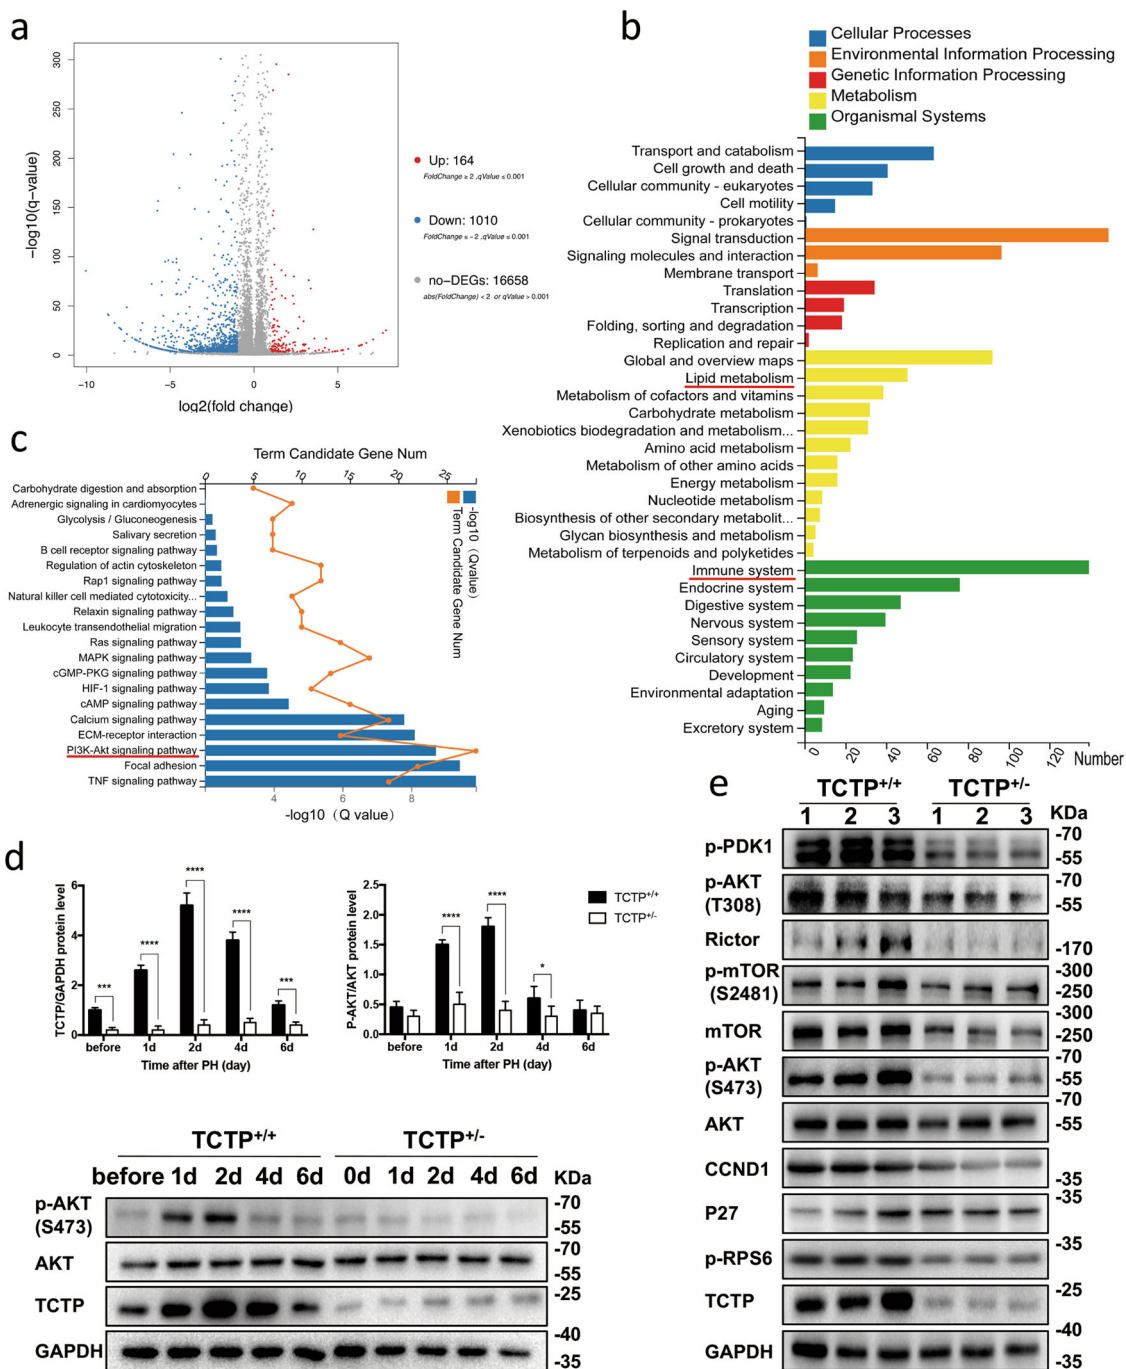 a
300
250
200
150
100
50
0
-log10(q-value)
-10
-5
0
5
log2(fold change)
Up: 164
FoldChange ≥ 2 ,qValue ≤ 0.001
Down: 1010
FoldChange ≤ -2 ,qValue ≤ 0.001
no-DEGs: 16658
abs(FoldChange) < 2 or qValue > 0.001
b
Cellular Processes
Environmental Information Processing
Genetic Information Processing
Metabolism
Organismal Systems
Transport and catabolism
Cell growth and death
Cellular community - eukaryotes
Cell motility
Cellular community - prokaryotes
Signal transduction
Signaling molecules and interaction
Membrane transport
Translation
Transcription
Folding, sorting and degradation
Replication and repair
Global and overview maps
Lipid metabolism
Metabolism of cofactors and vitamins
Carbohydrate metabolism
Xenobiotics biodegradation and metabolism...
Amino acid metabolism
Metabolism of other amino acids
Energy metabolism
Nucleotide metabolism
Biosynthesis of other secondary metabolit...
Glycan biosynthesis and metabolism
Metabolism of terpenoids and polyketides
Immune system
Endocrine system
Digestive system
Nervous system
Sensory system
Circulatory system
Development
Environmental adaptation
Aging
Excretory system
0 20 40 60 80 100 120 Number
c
Term Candidate Gene Num
0 5 10 15 20 25
Carbohydrate digestion and absorption
Adrenergic signaling in cardiomyocytes
Glycolysis / Gluconeogenesis
Salivary secretion
B cell receptor signaling pathway
Regulation of actin cytoskeleton
Rap1 signaling pathway
Natural killer cell mediated cytotoxicity...
Relaxin signaling pathway
Leukocyte transendothelial migration
Ras signaling pathway
MAPK signaling pathway
cGMP-PKG signaling pathway
HIF-1 signaling pathway
cAMP signaling pathway
Calcium signaling pathway
ECM-receptor interaction
PI3K-Akt signaling pathway
Focal adhesion
TNF signaling pathway
4 6 8
-log10 (Q value)
-log10 (Qvalue)
Term Candidate Gene Num
d
TCTP/GAPDH protein level
6
4
2
0
*** **** **** **** ***
before 1d 2d 4d 6d
Time after PH (day)
P-AKT/AKT protein level
2.5
2.0
1.5
1.0
0.5
0.0
**** **** *
before 1d 2d 4d 6d
Time after PH (day)
TCTP+/+
TCTP+/-
TCTP+/+ TCTP+/-
before 1d 2d 4d 6d 0d 1d 2d 4d 6d KDa
p-AKT
(S473)
-70
-55
AKT
-70
-55
TCTP
-25
GAPDH
-40
-35
e
TCTP+/+ TCTP+/-
1 2 3 1 2 3 KDa
p-PDK1
-70
-55
p-AKT
(T308)
-70
-55
Rictor
-170
p-mTOR
(S2481)
-300
-250
mTOR
-300
-250
p-AKT
(S473)
-70
-55
AKT
-70
-55
CCND1
-35
P27
-35
p-RPS6
-35
TCTP
-25
GAPDH
-40
-35